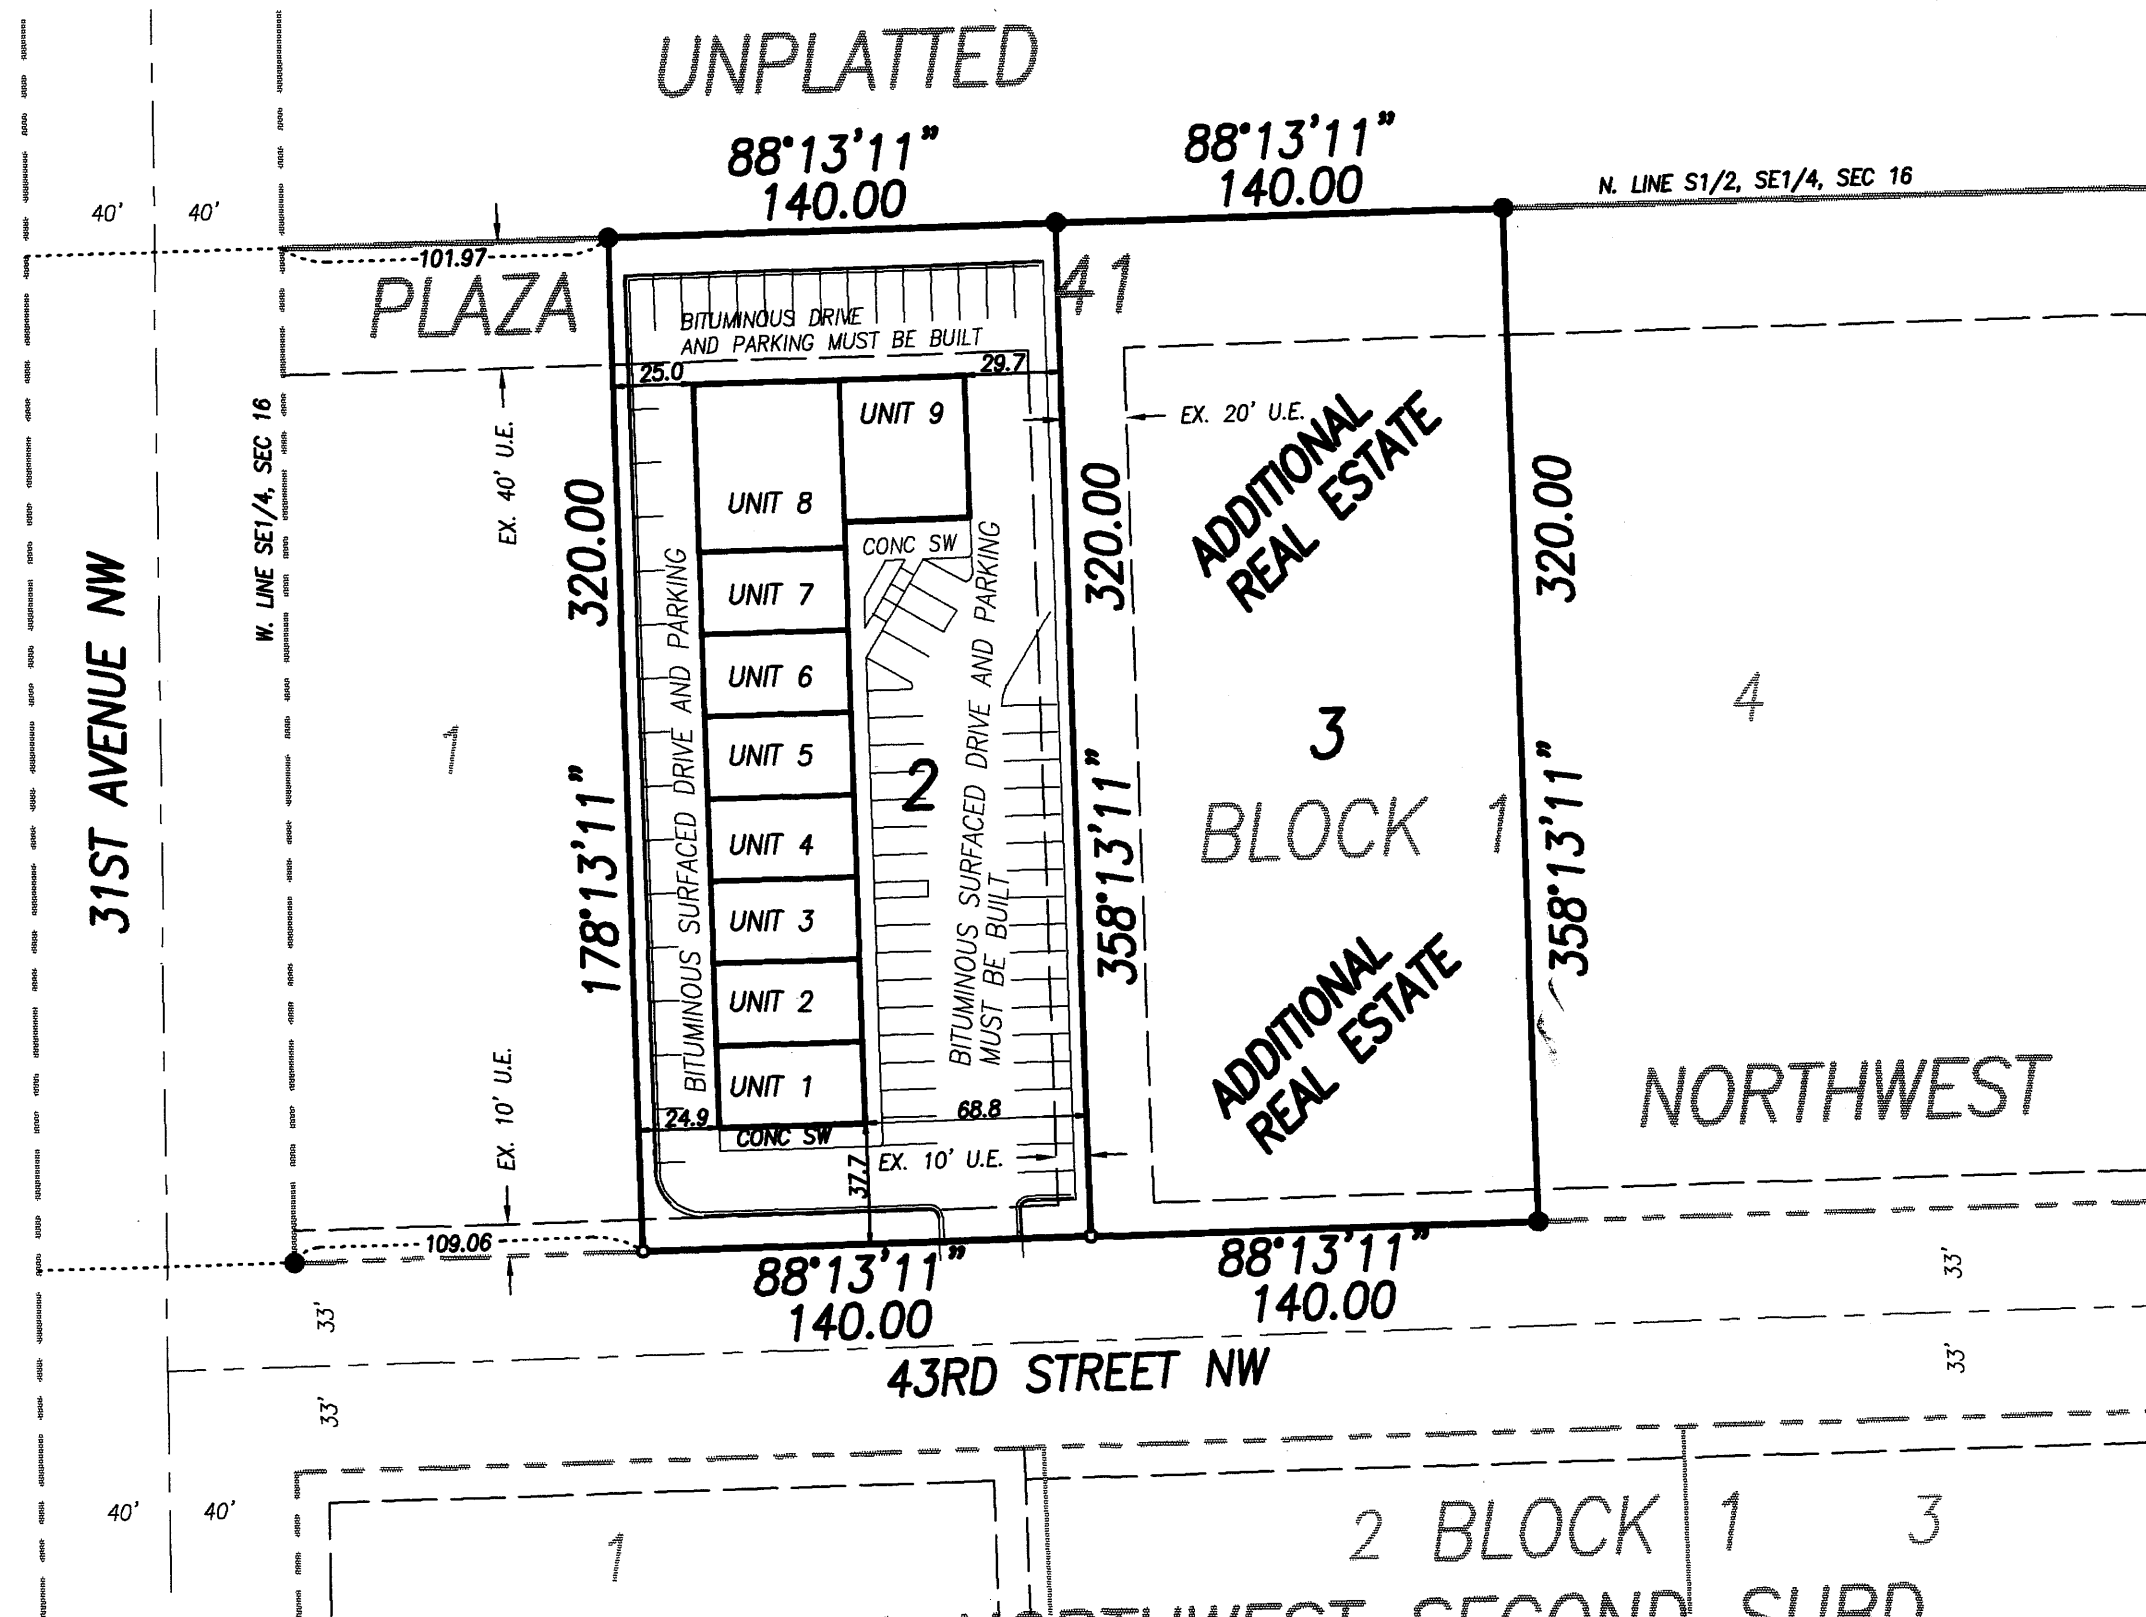 UNPLATTED
88°13'11"
140.00
88°13'11"
140.00
N. LINE S1/2, SE1/4, SEC 16
40'
40'
101.97
PLAZA
41
BITUMINOUS DRIVE
AND PARKING MUST BE BUILT
25.0
29.7
UNIT 9
EX. 20' U.E.
ADDITIONAL
REAL ESTATE
W. LINE SE1/4, SEC 16
EX. 40' U.E.
320.00
UNIT 8
320.00
320.00
CONC SW
31ST AVENUE NW
UNIT 7
UNIT 6
BITUMINOUS SURFACED DRIVE AND PARKING
BITUMINOUS SURFACED DRIVE AND PARKING
MUST BE BUILT
1
3
4
UNIT 5
2
178°13'11"
358°13'11"
358°13'11"
BLOCK 1
UNIT 4
UNIT 3
UNIT 2
ADDITIONAL
REAL ESTATE
NORTHWEST
UNIT 1
EX. 10' U.E.
24.9
68.8
CONC SW
37.7
EX. 10' U.E.
109.06
88°13'11"
140.00
88°13'11"
140.00
33'
33'
43RD STREET NW
33'
33'
40'
40'
1
2 BLOCK 1 3
NORTHWEST SECOND SUBD